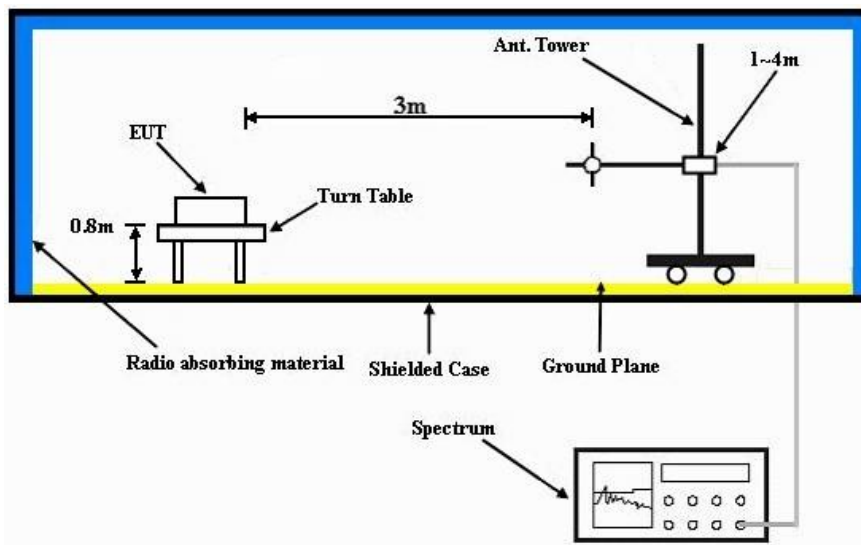 Ant. Tower
1~4m
3m
EUT
Turn Table
0.8m
Radio absorbing material
Shielded Case
Ground Plane
Spectrum